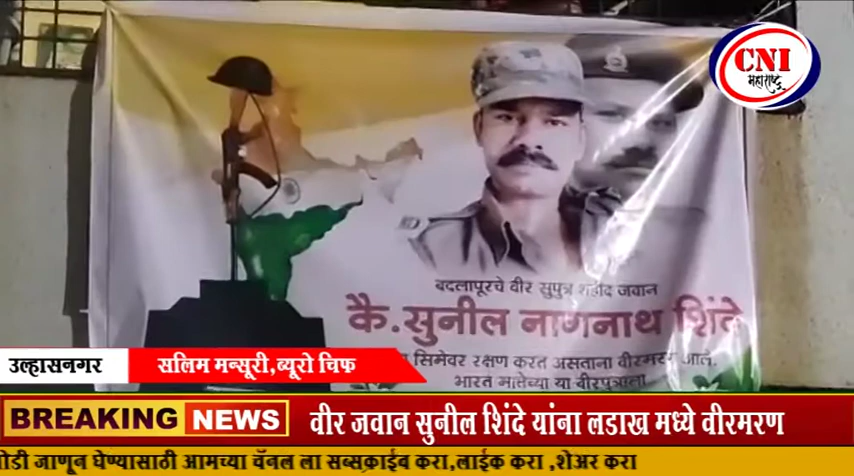 CNI
महाराष्ट्र
बदलापूरचे वीर सुपुत्र शहीद जवान
कै. सुनील नागनाथ शिंदे
सिमेवर रक्षण करत असताना वीरमरण आले.
भारत मातेच्या या वीरपुत्राला
उल्हासनगर
सलिम मन्सूरी,ब्यूरो चिफ
BREAKING NEWS
वीर जवान सुनील शिंदे यांना लडाख मध्ये वीरमरण
जाणून घेण्यासाठी आमच्या चॅनल ला सब्सक्राईब करा,लाईक करा ,शेअर करा